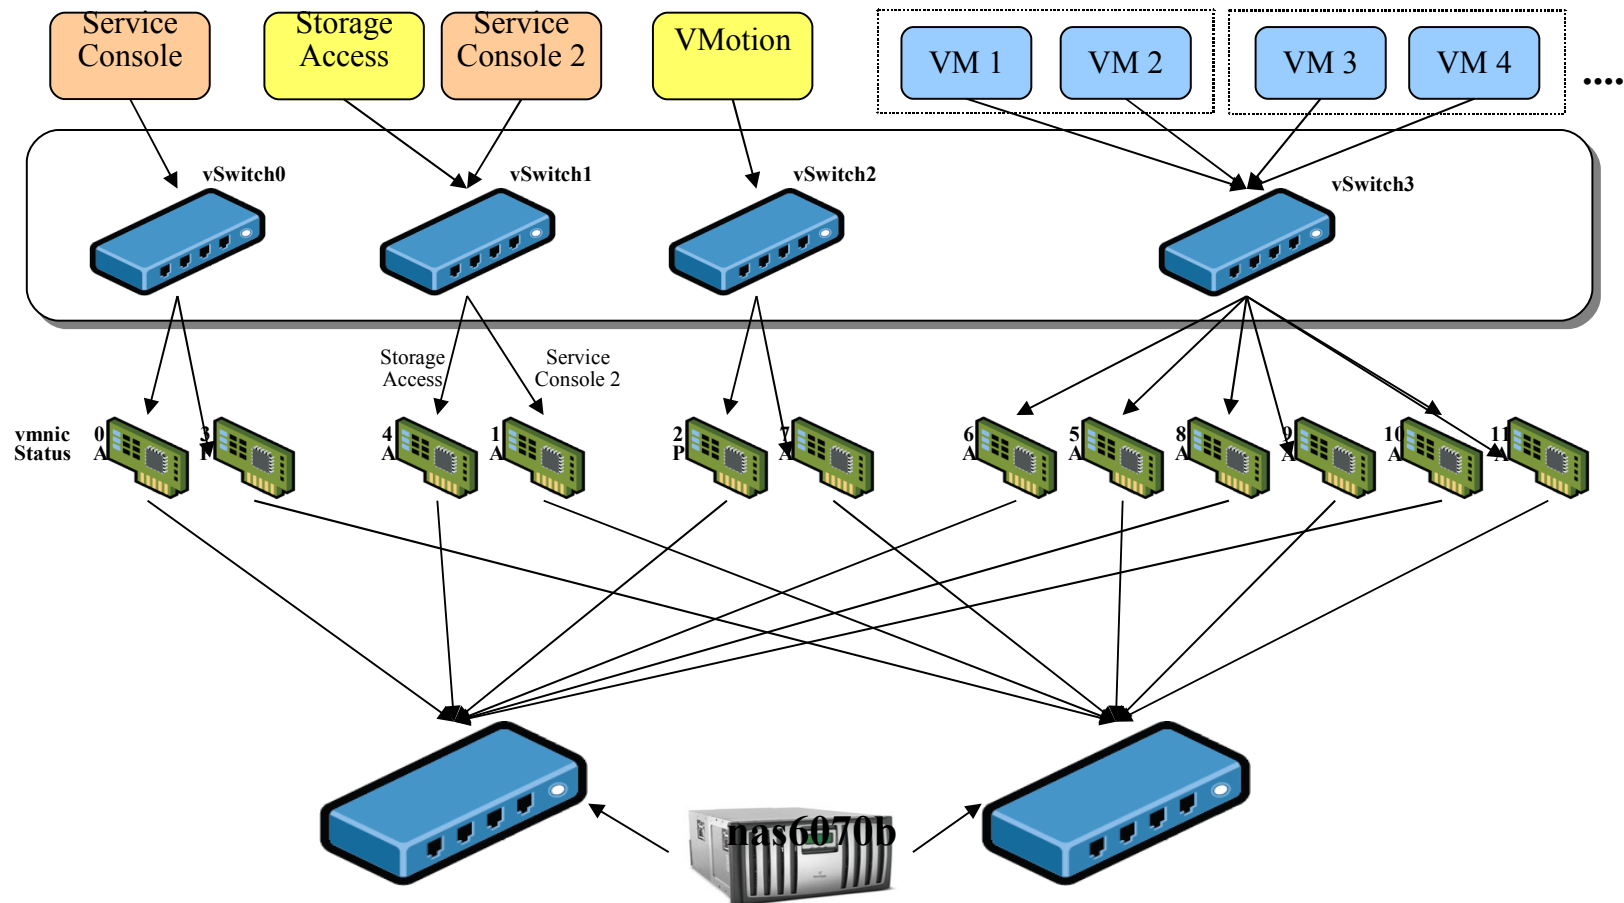 Service
Console
Storage
Access
Service
Console 2
VMotion
VM 1
VM 2
VM 3
VM 4
....
vSwitch0
vSwitch1
vSwitch2
vSwitch3
Storage
Access
Service
Console 2
vmnic
Status
0
A
3
4
A
1
A
2
P
7
A
6
A
5
A
8
A
9
A
10
A
11
A
nas6070b